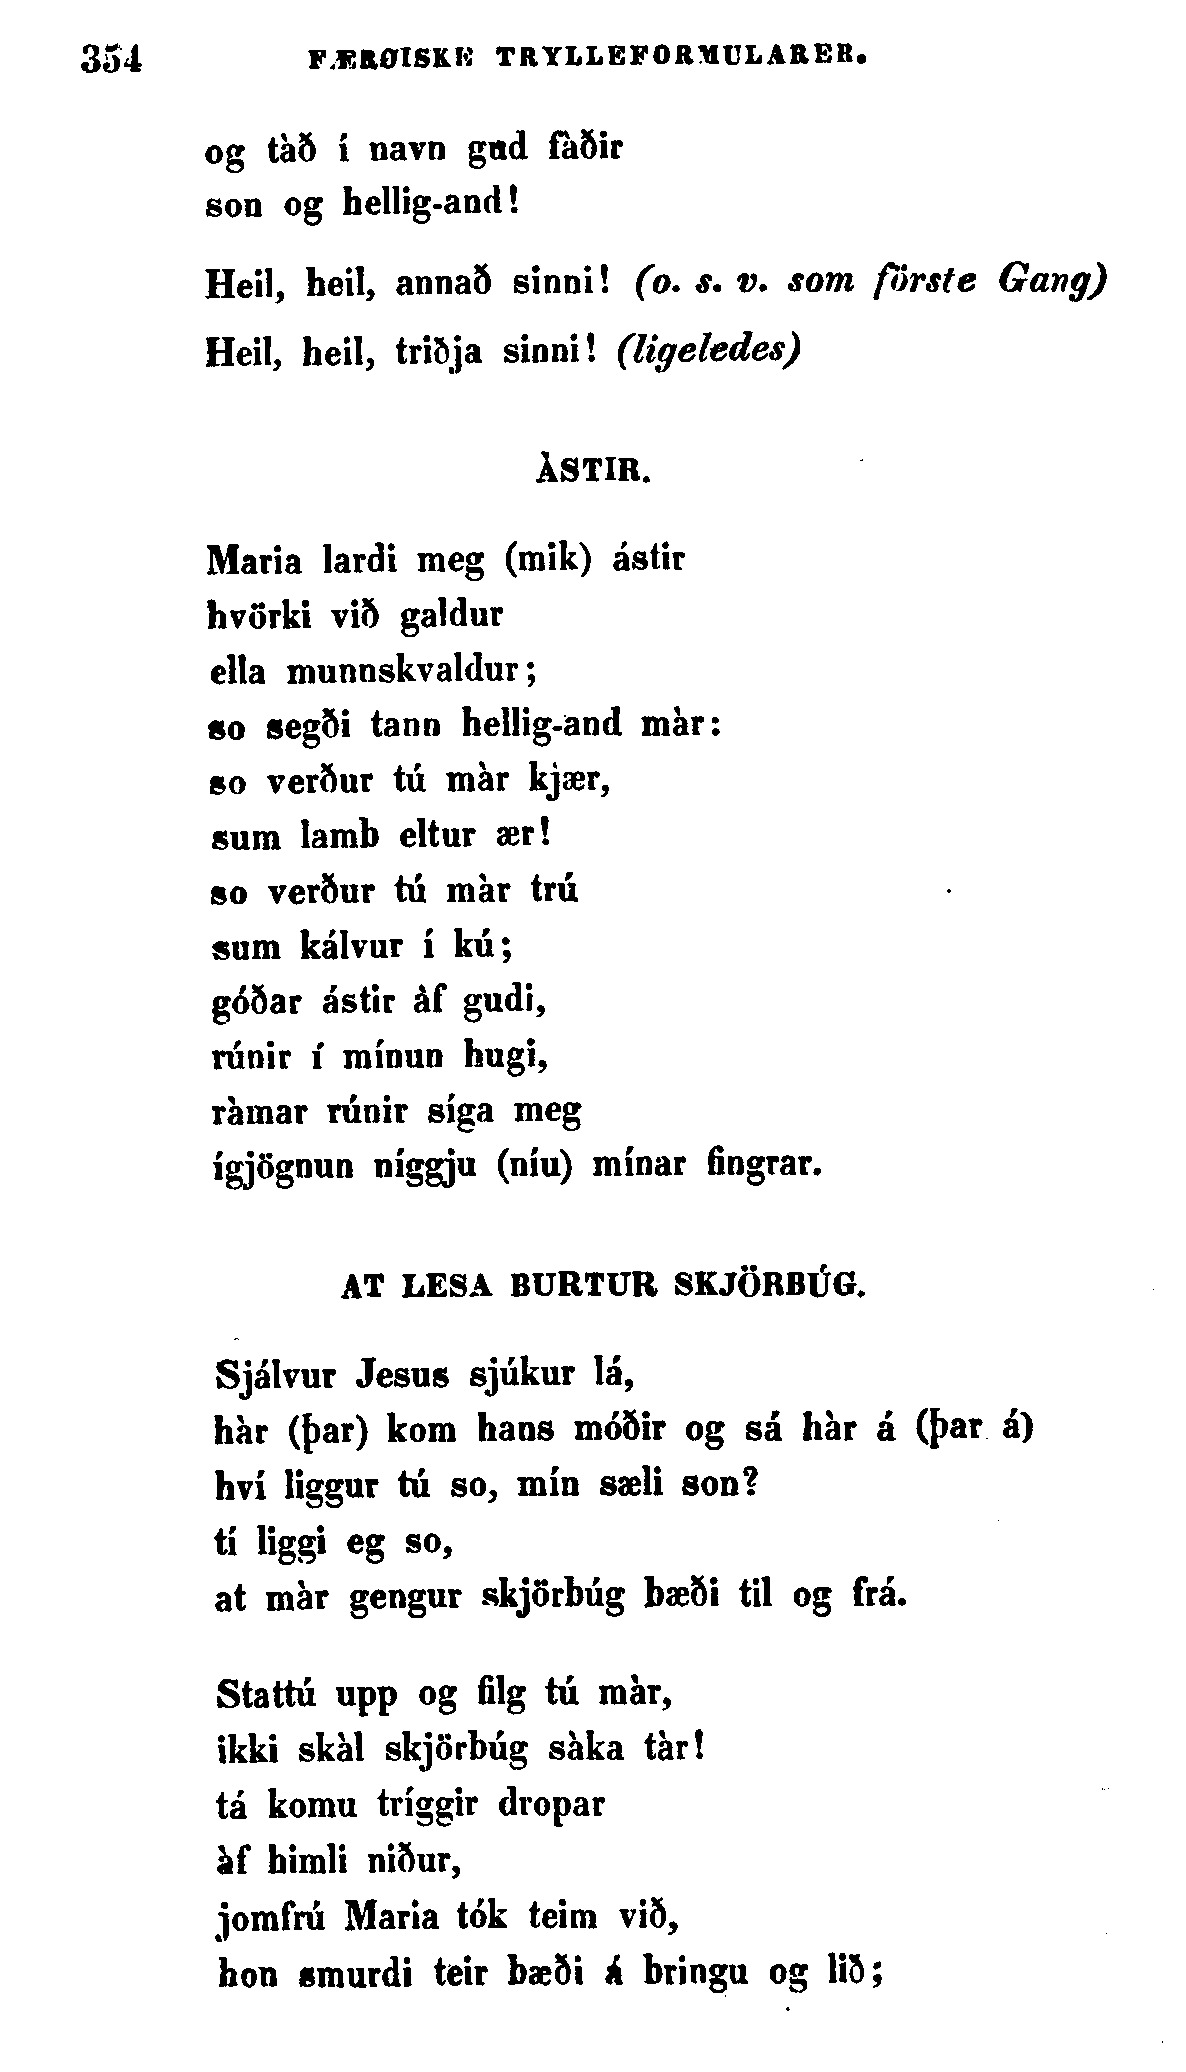 354 FÆRØISKE TRYLLEFORMULARER.
og tàð í navn gud fàðir
son og hellig-and!
Heil, heil, annað sinni! (o. s. v. som förste Gang)
Heil, heil, triðja sinni! (ligeledes)
ÀSTIR.
Maria lardi meg (mik) ástir
hvörki við galdur
ella munnskvaldur;
so segði tann hellig-and màr:
so verður tú màr kjær,
sum lamb eltur ær!
so verður tú màr trú
sum kálvur í kú;
góðar ástir àf gudi,
rúnir í mínun hugi,
ràmar rúnir síga meg
ígjögnun níggju (níu) mínar fingrar.
AT LESA BURTUR SKJÖRBÚG.
Sjálvur Jesus sjúkur lá,
hàr (þar) kom hans móðir og sá hàr á (þar á)
hví liggur tú so, mín sæli son?
tí liggi eg so,
at màr gengur skjörbúg bæði til og frá.
Stattú upp og filg tú màr,
ikki skàl skjörbúg sàka tàr!
tá komu tríggir dropar
àf himli niður,
jomfrú Maria tók teim við,
hon smurdi teir bæði á bringu og lið;